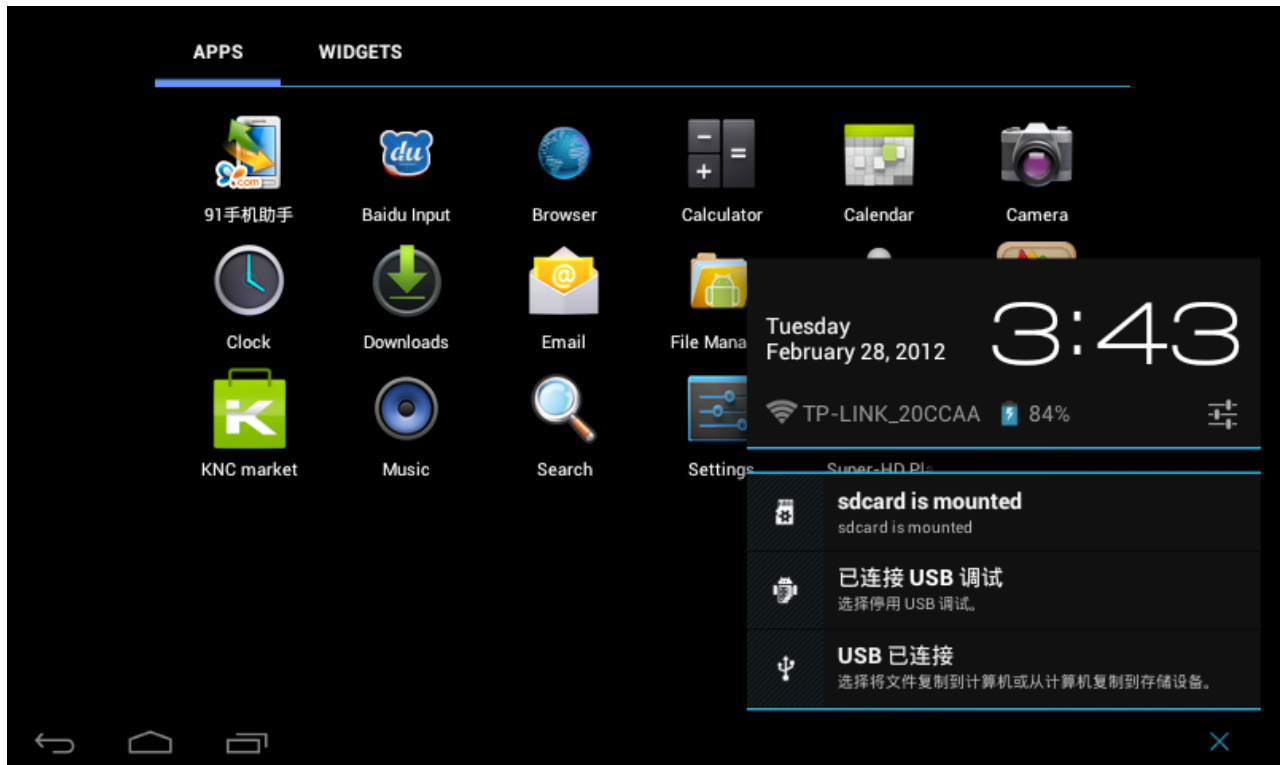 APPS WIDGETS
91手机助手 Baidu Input Browser Calculator Calendar Camera
Clock Downloads Email File Mana
Tuesday
February 28, 2012
3:43
TP-LINK_20CCAA 84%
KNC market Music Search Settings Super-HD Pla
sdcard is mounted
sdcard is mounted
已连接 USB 调试
选择停用 USB 调试。
USB 已连接
选择将文件复制到计算机或从计算机复制到存储设备。